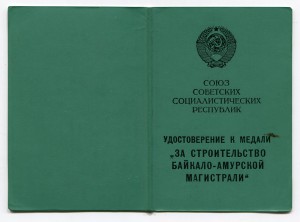 СОЮЗ
СОВЕТСКИХ
СОЦИАЛИСТИЧЕСКИХ
РЕСПУБЛИК
УДОСТОВЕРЕНИЕ К МЕДАЛИ
„ЗА СТРОИТЕЛЬСТВО
БАЙКАЛО-АМУРСКОЙ
МАГИСТРАЛИ“